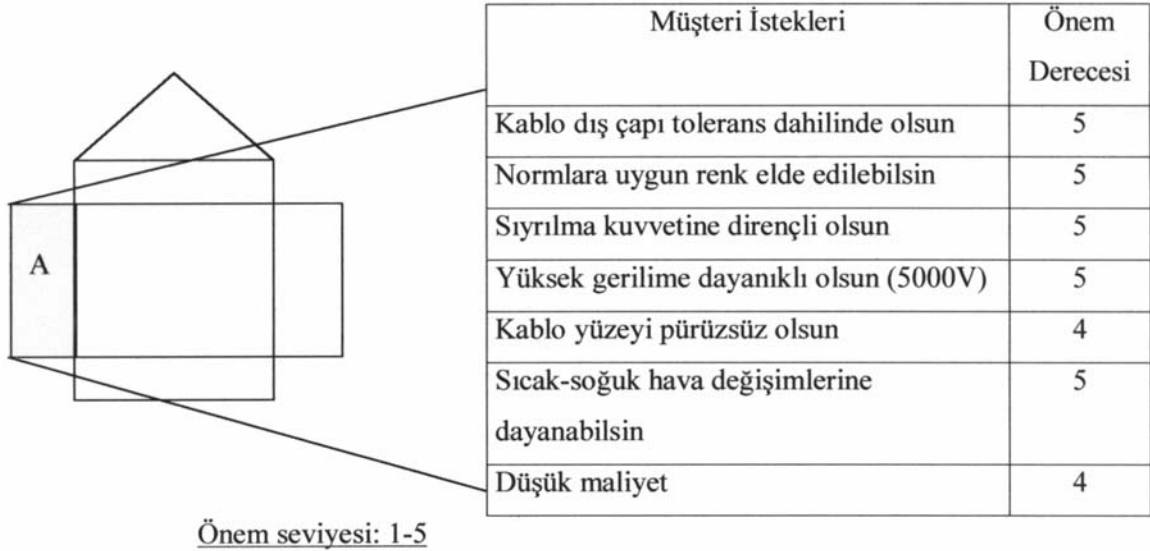 Müşteri İstekleri Önem
Derecesi
Kablo dış çapı tolerans dahilinde olsun 5
Normlara uygun renk elde edilebilsin 5
Sıyrılma kuvvetine dirençli olsun 5
A
Yüksek gerilime dayanıklı olsun (5000V) 5
Kablo yüzeyi pürüzsüz olsun 4
Sıcak-soğuk hava değişimlerine 5
dayanabilsin
Düşük maliyet 4
Önem seviyesi: 1-5